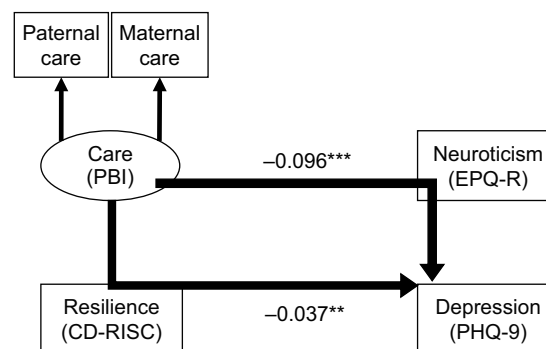 Paternal
care
Maternal
care
Care
(PBI)
–0.096***
Neuroticism
(EPQ-R)
Resilience
(CD-RISC)
–0.037**
Depression
(PHQ-9)